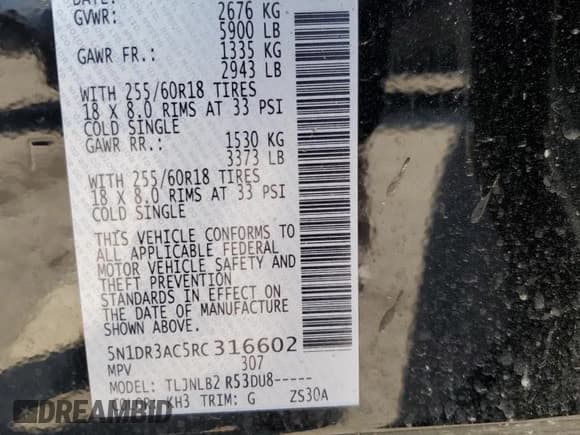 DATE:
GVWR: 2676 KG
5900 LB
GAWR FR.: 1335 KG
2943 LB
WITH 255/60R18 TIRES
18 X 8.0 RIMS AT 33 PSI
COLD SINGLE
GAWR RR.: 1530 KG
3373 LB
WITH 255/60R18 TIRES
18 X 8.0 RIMS AT 33 PSI
COLD SINGLE
THIS VEHICLE CONFORMS TO
ALL APPLICABLE FEDERAL
MOTOR VEHICLE SAFETY AND
THEFT PREVENTION
STANDARDS IN EFFECT ON
THE DATE OF MANUFACTURE
SHOWN ABOVE.
5N1DR3AC5RC316602
MPV 307
MODEL: TLJNLB2 R53DU8-----
COLOR: KH3 TRIM: G ZS30A
DREAMBID